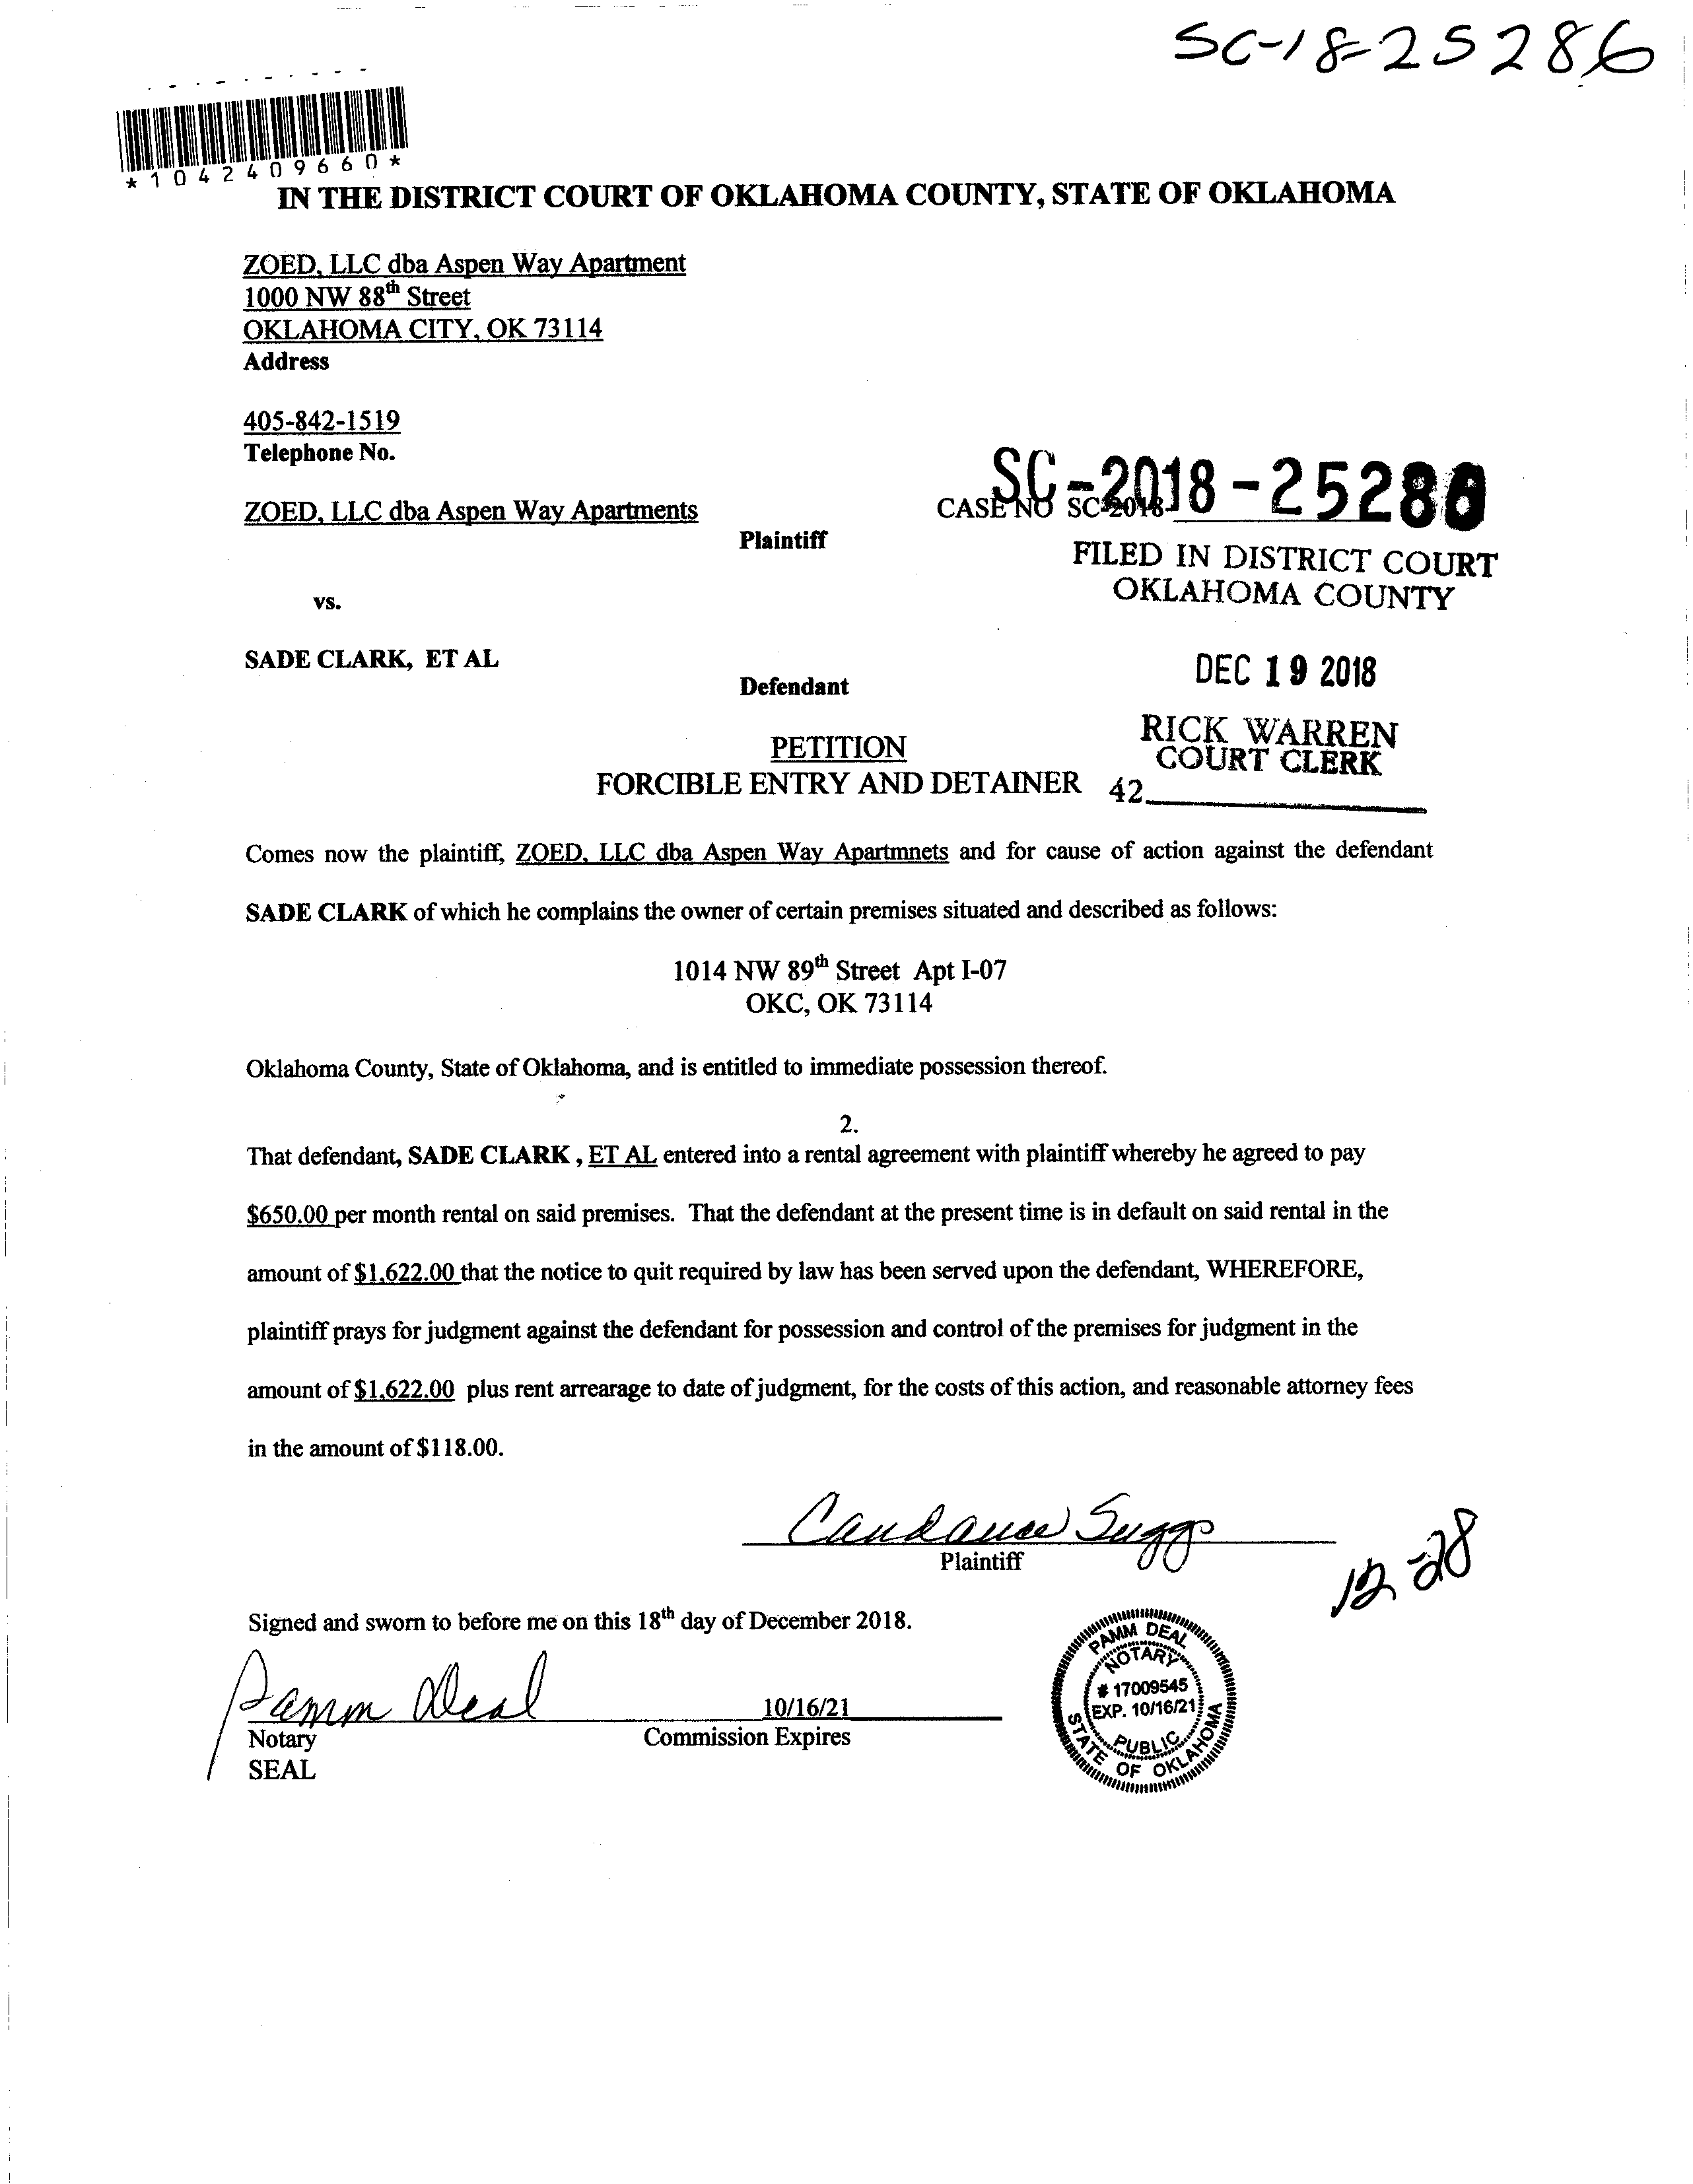 SC-18-25286
*1042409660*
IN THE DISTRICT COURT OF OKLAHOMA COUNTY, STATE OF OKLAHOMA
ZOED, LLC dba Aspen Way Apartment
1000 NW 88th Street
OKLAHOMA CITY, OK 73114
Address
405-842-1519
Telephone No.
SC-2018-25286
ZOED, LLC dba Aspen Way Apartments
CASE NO SC-2018-
Plaintiff
FILED IN DISTRICT COURT
OKLAHOMA COUNTY
vs.
SADE CLARK, ET AL
DEC 19 2018
Defendant
RICK WARREN
COURT CLERK
PETITION
FORCIBLE ENTRY AND DETAINER
42
Comes now the plaintiff, ZOED, LLC dba Aspen Way Apartmnets and for cause of action against the defendant
SADE CLARK of which he complains the owner of certain premises situated and described as follows:
1014 NW 89th Street Apt I-07
OKC, OK 73114
Oklahoma County, State of Oklahoma, and is entitled to immediate possession thereof.
2.
That defendant, SADE CLARK , ET AL entered into a rental agreement with plaintiff whereby he agreed to pay
$650.00 per month rental on said premises. That the defendant at the present time is in default on said rental in the
amount of $1,622.00 that the notice to quit required by law has been served upon the defendant, WHEREFORE,
plaintiff prays for judgment against the defendant for possession and control of the premises for judgment in the
amount of $1,622.00 plus rent arrearage to date of judgment, for the costs of this action, and reasonable attorney fees
in the amount of $118.00.
Candance Suggs
Plaintiff
12-28
Signed and sworn to before me on this 18th day of December 2018.
Pamm Deal
10/16/21
Notary
Commission Expires
SEAL
PAMM DEAL
NOTARY
# 17009545
EXP. 10/16/21
PUBLIC
STATE OF OKLAHOMA